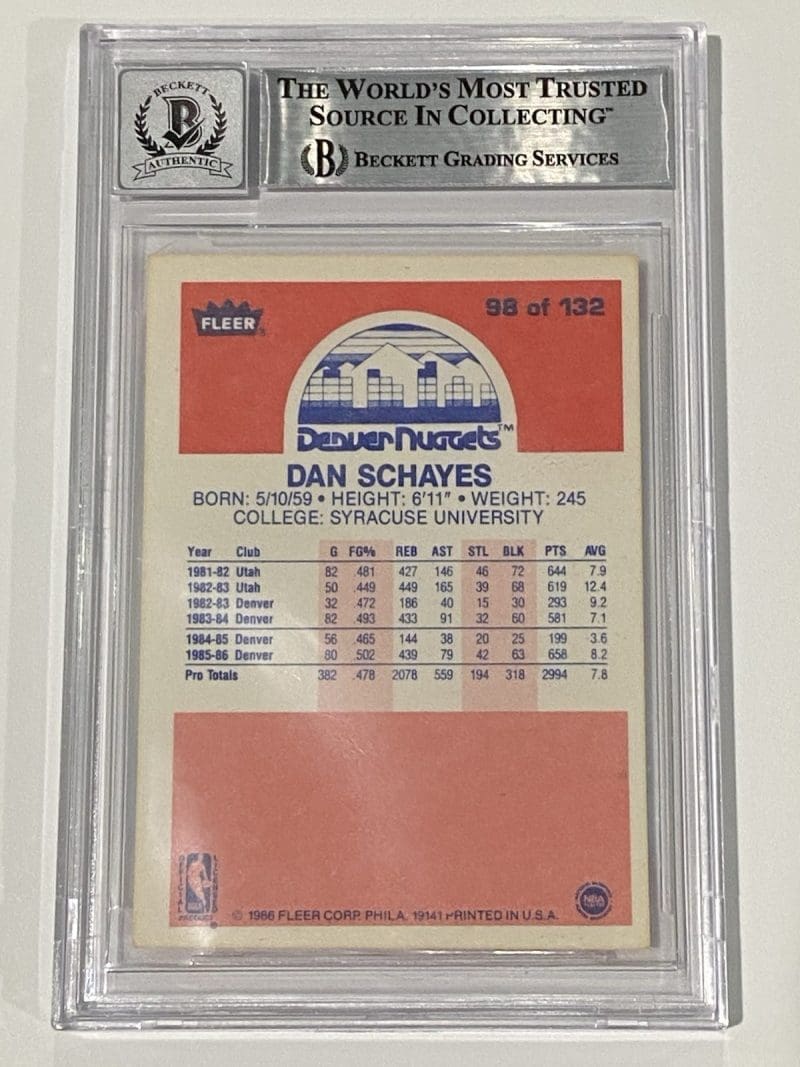 BECKETT
B
AUTHENTIC
THE WORLD'S MOST TRUSTED
SOURCE IN COLLECTING™
B BECKETT GRADING SERVICES
FLEER
98 of 132
Denver Nuggets™
DAN SCHAYES
BORN: 5/10/59 • HEIGHT: 6'11" • WEIGHT: 245
COLLEGE: SYRACUSE UNIVERSITY
Year Club G FG% REB AST STL BLK PTS AVG
1981-82 Utah 82 .481 427 146 46 72 644 7.9
1982-83 Utah 50 .449 449 165 39 68 619 12.4
1982-83 Denver 32 .472 186 40 15 30 293 9.2
1983-84 Denver 82 .493 433 91 32 60 581 7.1
1984-85 Denver 56 .465 144 38 20 25 199 3.6
1985-86 Denver 80 .502 439 79 42 63 658 8.2
Pro Totals 382 .478 2078 559 194 318 2994 7.8
OFFICIAL
LICENSED
PRODUCT
© 1986 FLEER CORP. PHILA. 19141 PRINTED IN U.S.A.
NBA